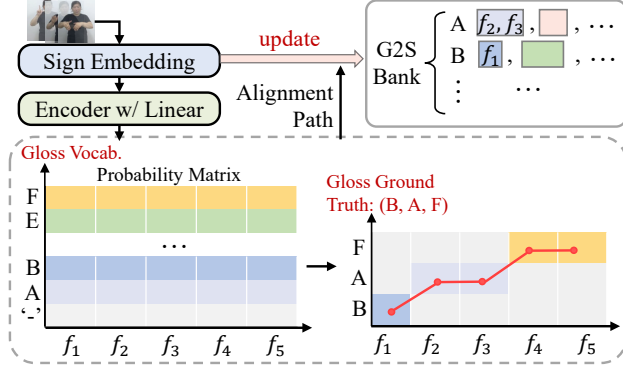 Sign Embedding
update
Encoder w/ Linear
Alignment
Path
G2S
Bank
A f₂, f₃ , , ...
B f₁ , , ...
⋮ ⋮ ...
Gloss Vocab.
Probability Matrix
F
E
...
B
A
‘-’
f₁ f₂ f₃ f₄ f₅
Gloss Ground
Truth: (B, A, F)
F
A
B
f₁ f₂ f₃ f₄ f₅